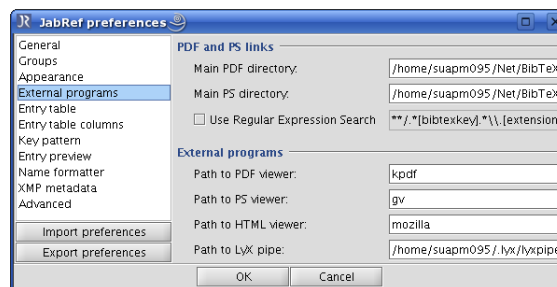 JabRef preferences
General
Groups
Appearance
External programs
Entry table
Entry table columns
Key pattern
Entry preview
Name formatter
XMP metadata
Advanced
Import preferences
Export preferences
PDF and PS links
Main PDF directory: /home/suapm095/Net/BibTeX
Main PS directory: /home/suapm095/Net/BibTeX
Use Regular Expression Search **/.*[bibtexkey].*\\.[extension
External programs
Path to PDF viewer: kpdf
Path to PS viewer: gv
Path to HTML viewer: mozilla
Path to LyX pipe: /home/suapm095/.lyx/lyxpipe
OK Cancel